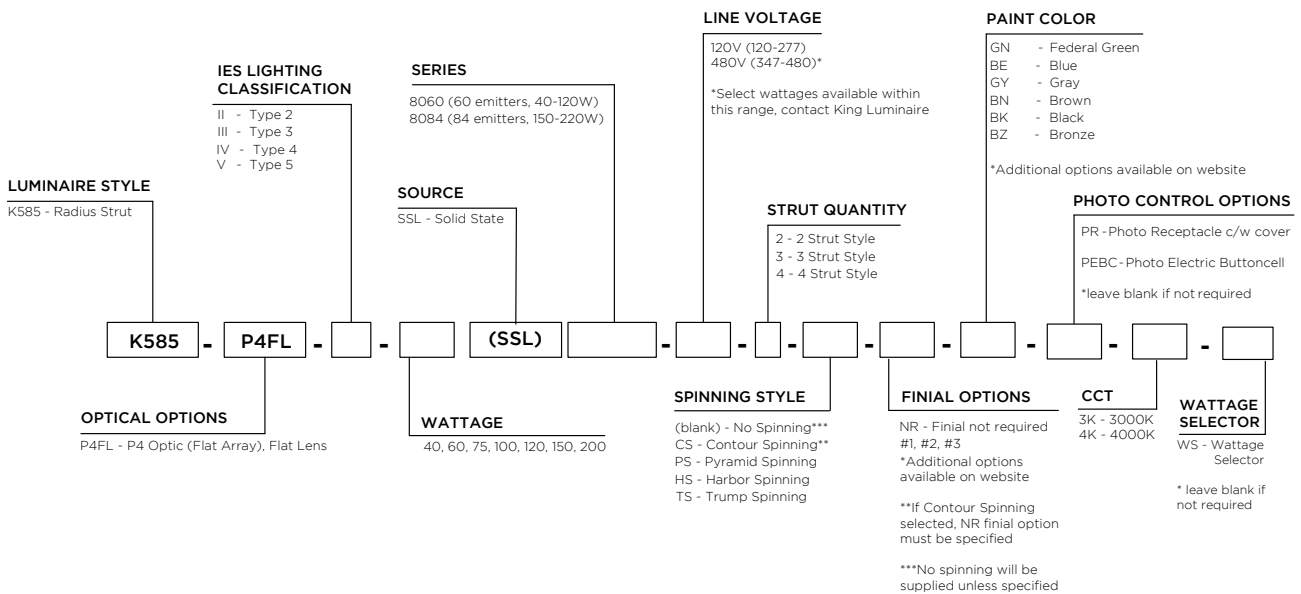 LINE VOLTAGE
120V (120-277)
480V (347-480)*
*Select wattages available within
this range, contact King Luminaire
PAINT COLOR
GN - Federal Green
BE - Blue
GY - Gray
BN - Brown
BK - Black
BZ - Bronze
*Additional options available on website
IES LIGHTING
CLASSIFICATION
II - Type 2
III - Type 3
IV - Type 4
V - Type 5
SERIES
8060 (60 emitters, 40-120W)
8084 (84 emitters, 150-220W)
LUMINAIRE STYLE
K585 - Radius Strut
SOURCE
SSL - Solid State
STRUT QUANTITY
2 - 2 Strut Style
3 - 3 Strut Style
4 - 4 Strut Style
PHOTO CONTROL OPTIONS
PR - Photo Receptacle c/w cover
PEBC - Photo Electric Buttoncell
*leave blank if not required
K585 - P4FL - - (SSL) - - - - - - - -
OPTICAL OPTIONS
P4FL - P4 Optic (Flat Array), Flat Lens
WATTAGE
40, 60, 75, 100, 120, 150, 200
SPINNING STYLE
(blank) - No Spinning***
CS - Contour Spinning**
PS - Pyramid Spinning
HS - Harbor Spinning
TS - Trump Spinning
FINIAL OPTIONS
NR - Finial not required
#1, #2, #3
*Additional options
available on website
**If Contour Spinning
selected, NR finial option
must be specified
***No spinning will be
supplied unless specified
CCT
3K - 3000K
4K - 4000K
WATTAGE
SELECTOR
WS - Wattage
Selector
* leave blank if
not required